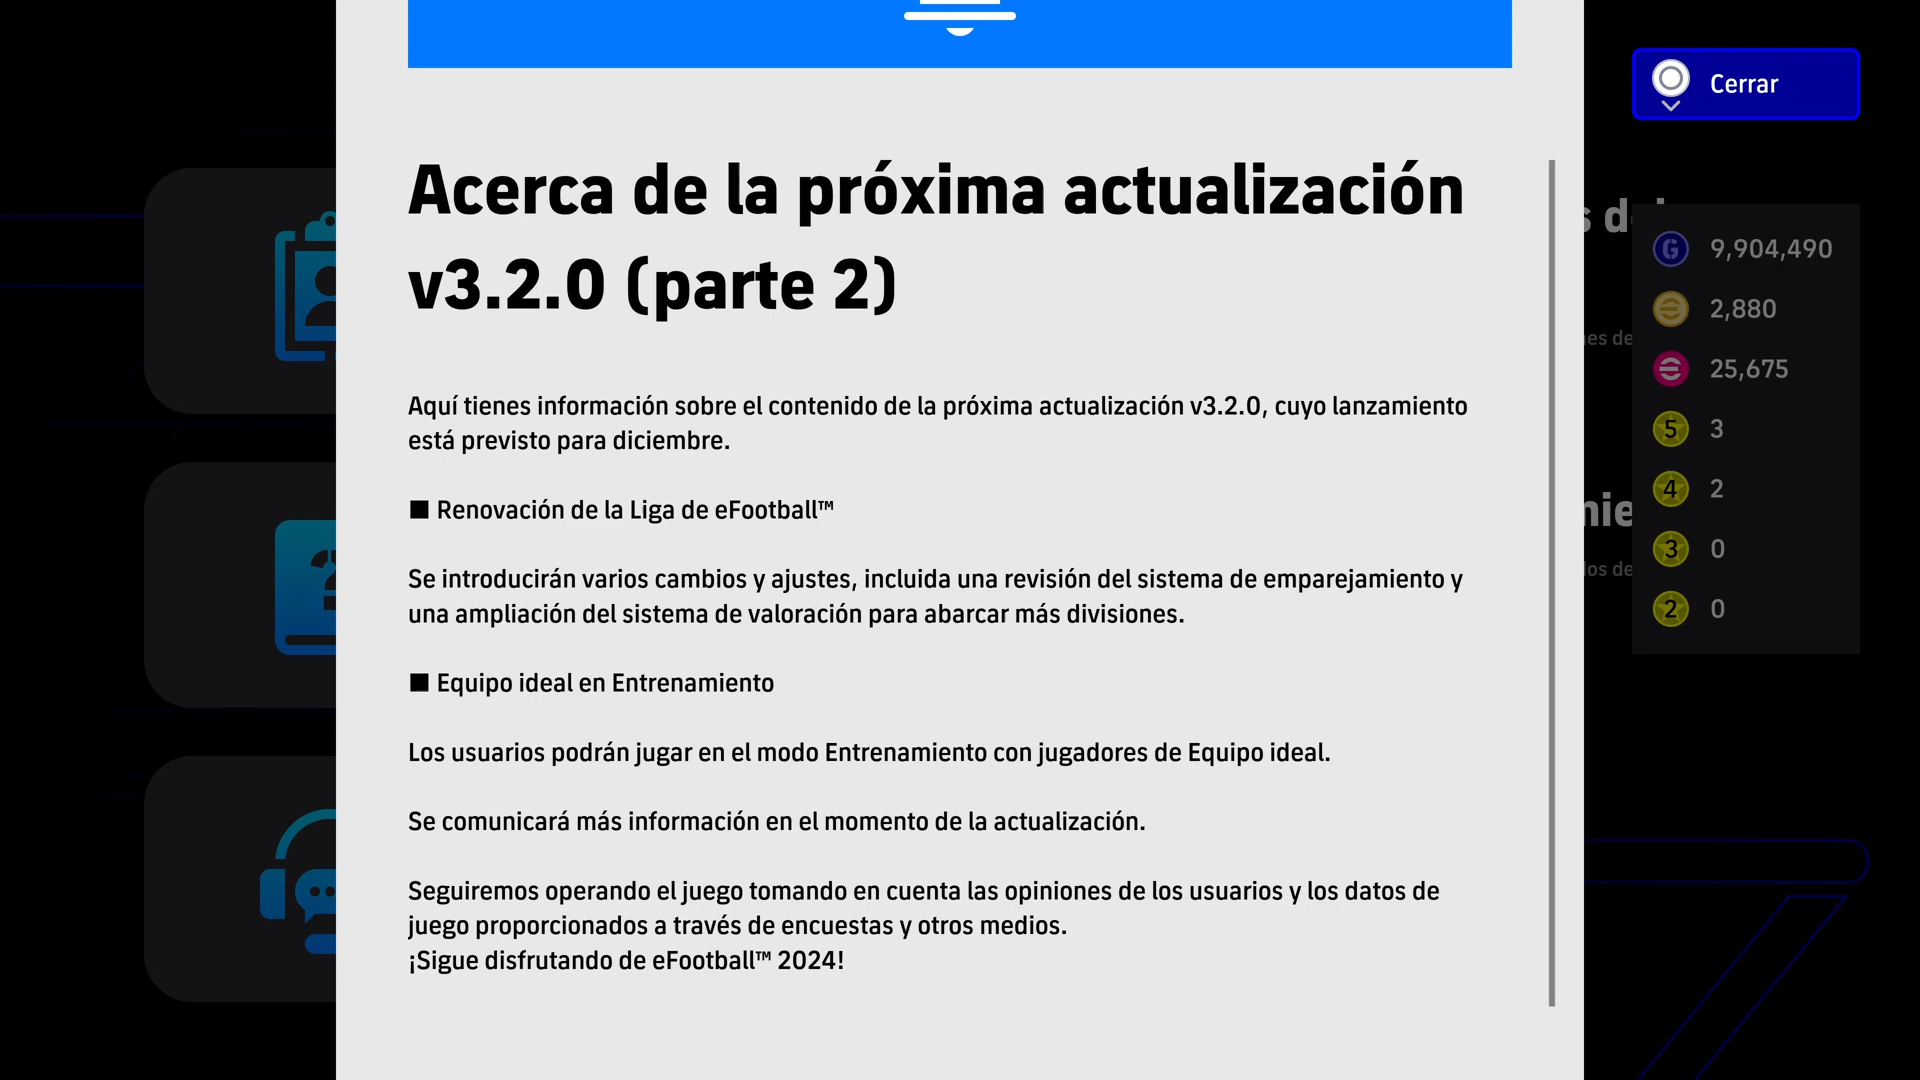 Cerrar
Acerca de la próxima actualización
v3.2.0 (parte 2)
Aquí tienes información sobre el contenido de la próxima actualización v3.2.0, cuyo lanzamiento
está previsto para diciembre.
■ Renovación de la Liga de eFootball™
Se introducirán varios cambios y ajustes, incluida una revisión del sistema de emparejamiento y
una ampliación del sistema de valoración para abarcar más divisiones.
■ Equipo ideal en Entrenamiento
Los usuarios podrán jugar en el modo Entrenamiento con jugadores de Equipo ideal.
Se comunicará más información en el momento de la actualización.
Seguiremos operando el juego tomando en cuenta las opiniones de los usuarios y los datos de
juego proporcionados a través de encuestas y otros medios.
¡Sigue disfrutando de eFootball™ 2024!
G 9,904,490
2,880
25,675
5 3
4 2
3 0
2 0